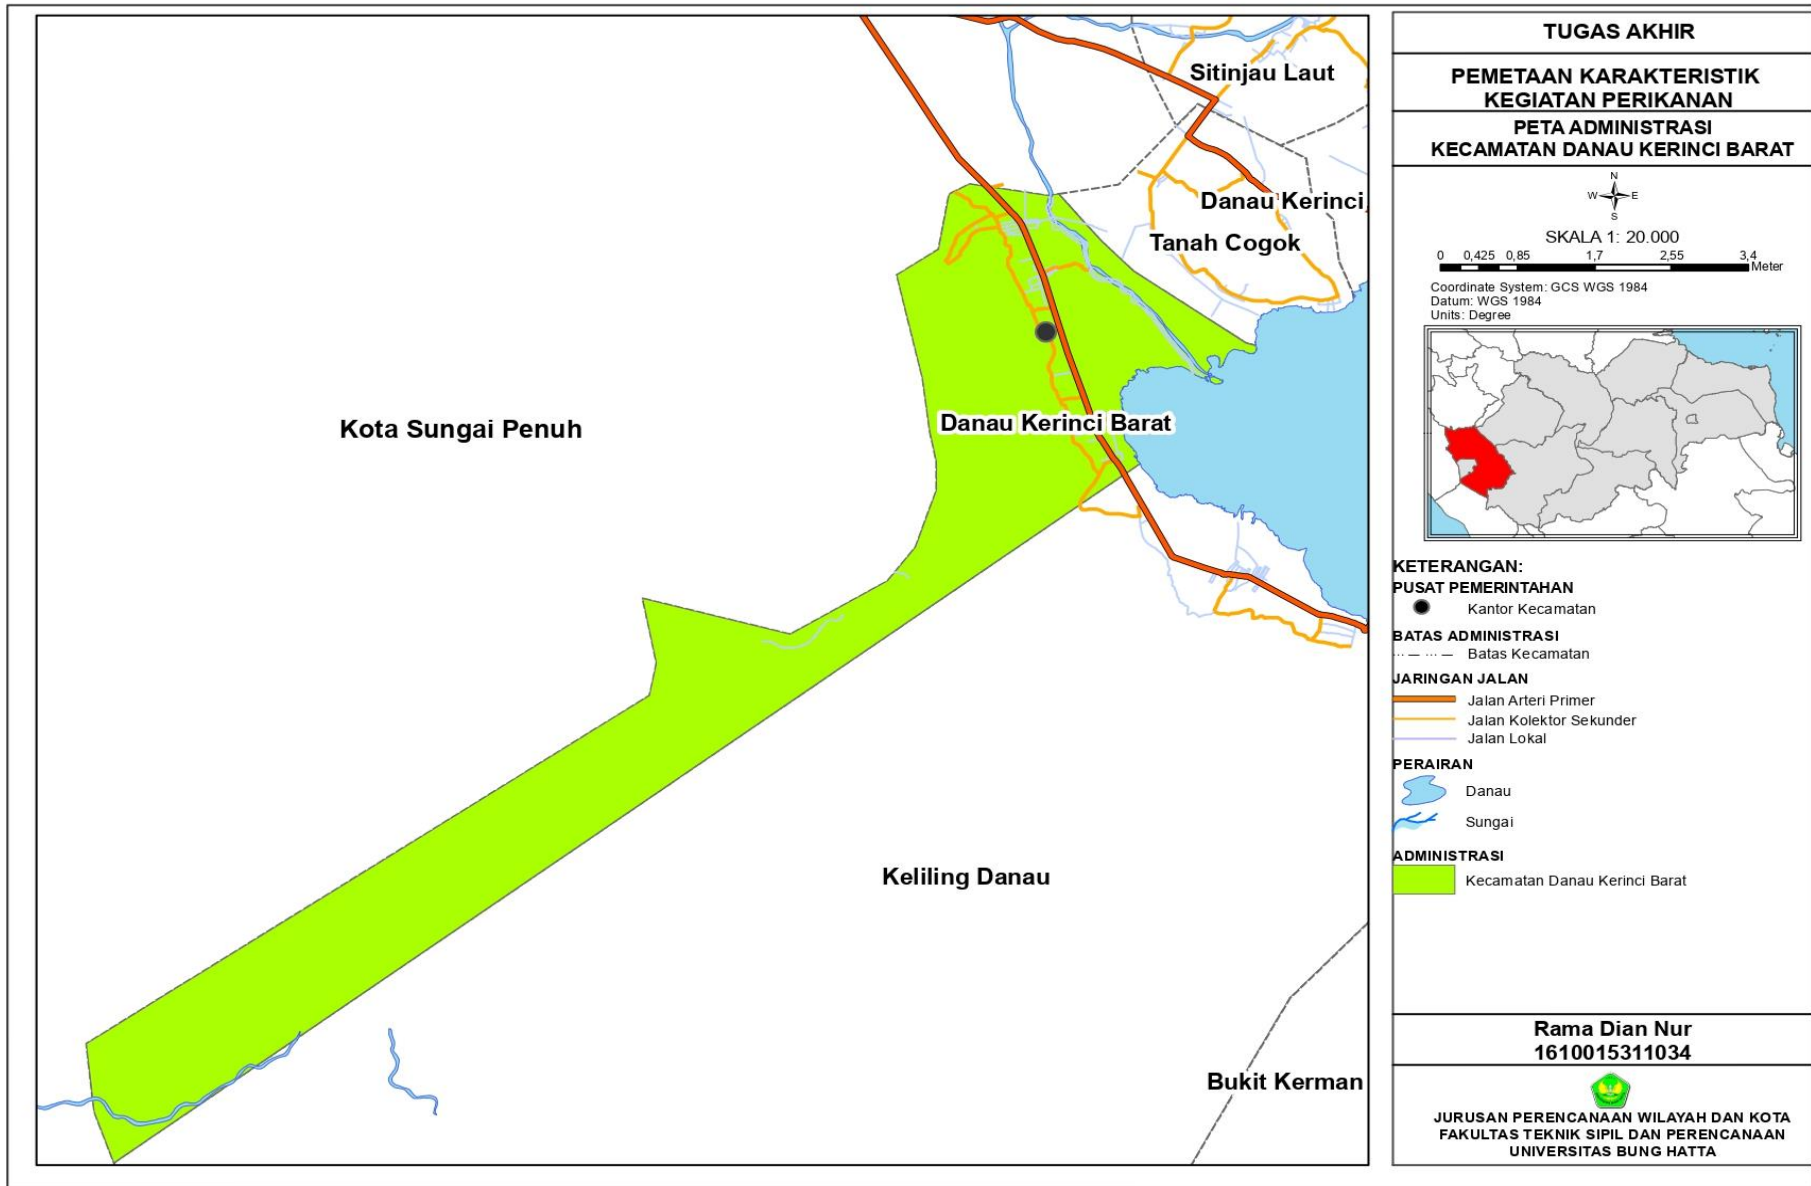 Sitinjau Laut
Danau Kerinci
Tanah Cogok
Kota Sungai Penuh
Danau Kerinci Barat
Keliling Danau
Bukit Kerman
TUGAS AKHIR
PEMETAAN KARAKTERISTIK
KEGIATAN PERIKANAN
PETA ADMINISTRASI
KECAMATAN DANAU KERINCI BARAT
N
W E
S
SKALA 1: 20.000
0 0,425 0,85 1,7 2,55 3,4
Meter
Coordinate System: GCS WGS 1984
Datum: WGS 1984
Units: Degree
KETERANGAN:
PUSAT PEMERINTAHAN
Kantor Kecamatan
BATAS ADMINISTRASI
Batas Kecamatan
JARINGAN JALAN
Jalan Arteri Primer
Jalan Kolektor Sekunder
Jalan Lokal
PERAIRAN
Danau
Sungai
ADMINISTRASI
Kecamatan Danau Kerinci Barat
Rama Dian Nur
1610015311034
JURUSAN PERENCANAAN WILAYAH DAN KOTA
FAKULTAS TEKNIK SIPIL DAN PERENCANAAN
UNIVERSITAS BUNG HATTA